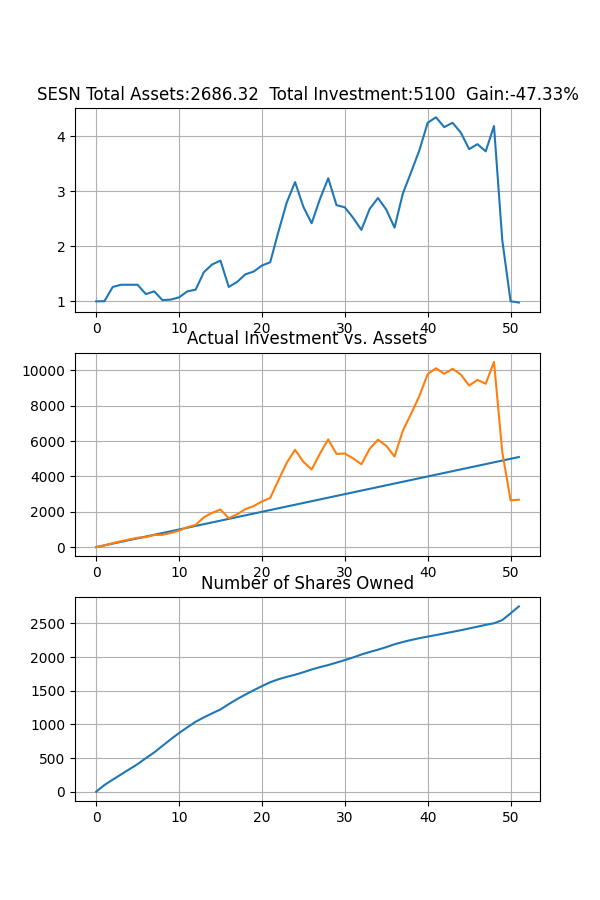 SESN Total Assets:2686.32  Total Investment:5100  Gain:-47.33%
4
3
2
1
0 10 20 30 40 50
Actual Investment vs. Assets
10000
8000
6000
4000
2000
0
0 10 20 30 40 50
Number of Shares Owned
2500
2000
1500
1000
500
0
0 10 20 30 40 50